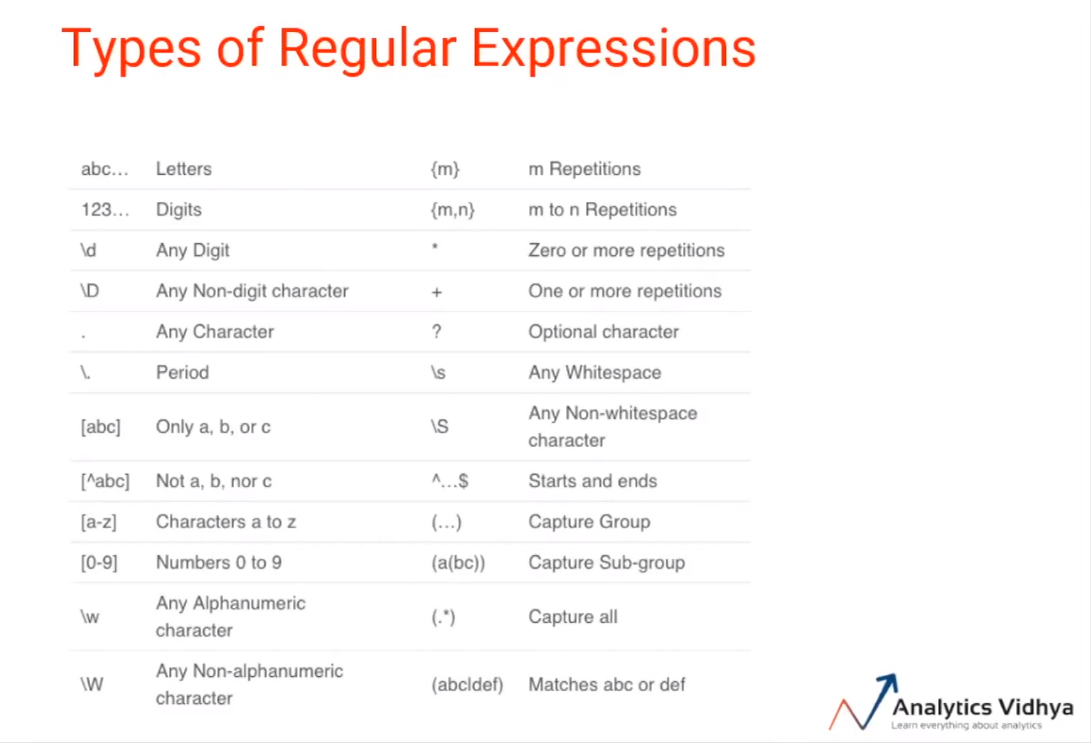 Types of Regular Expressions
abc… Letters {m} m Repetitions
123… Digits {m,n} m to n Repetitions
\d Any Digit * Zero or more repetitions
\D Any Non-digit character + One or more repetitions
. Any Character ? Optional character
\. Period \s Any Whitespace
[abc] Only a, b, or c \S Any Non-whitespace
character
[^abc] Not a, b, nor c ^…$ Starts and ends
[a-z] Characters a to z (…) Capture Group
[0-9] Numbers 0 to 9 (a(bc)) Capture Sub-group
\w Any Alphanumeric
character (.*) Capture all
\W Any Non-alphanumeric
character (abc|def) Matches abc or def
Analytics Vidhya
Learn everything about analytics